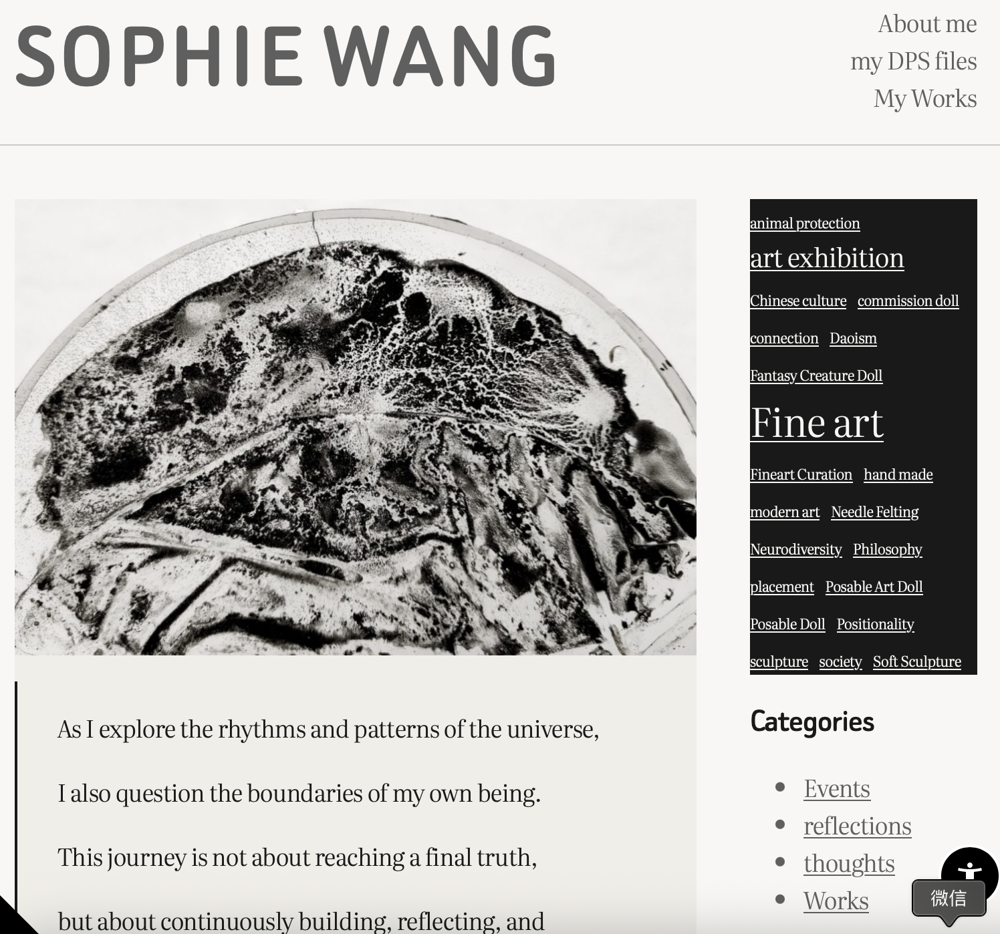 SOPHIE WANG
About me
my DPS files
My Works
animal protection
art exhibition
Chinese culture commission doll
connection Daoism
Fantasy Creature Doll
Fine art
Fineart Curation hand made
modern art Needle Felting
Neurodiversity Philosophy
placement Posable Art Doll
Posable Doll Positionality
sculpture society Soft Sculpture
As I explore the rhythms and patterns of the universe,
I also question the boundaries of my own being.
This journey is not about reaching a final truth,
but about continuously building, reflecting, and
Categories
Events
reflections
thoughts
Works
微信